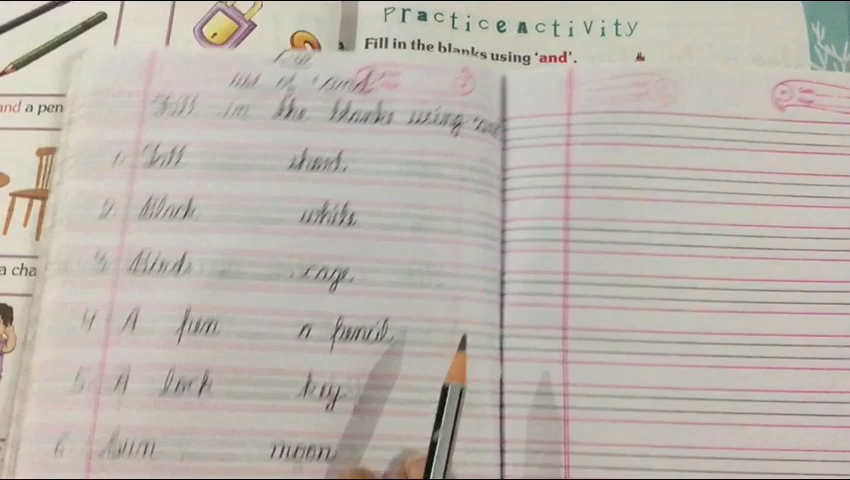 Practice activity
Fill in the blanks using 'and'.
and a pen
a cha
Use of "and"
Fill in the blanks using "and
1. Tall short.
2. Black white
3. Bird cage.
4 A pen a pencil
5. A lock key
6 Sun moon